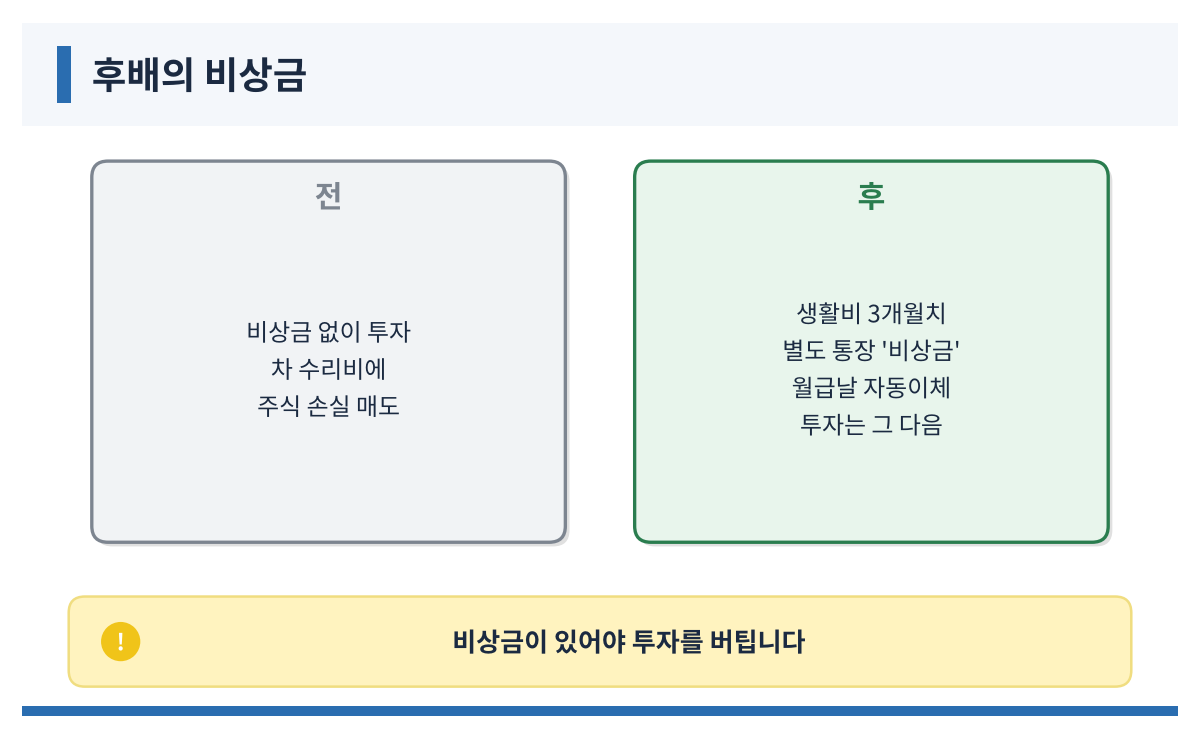 후배의 비상금
전
비상금 없이 투자
차 수리비에
주식 손실 매도
후
생활비 3개월치
별도 통장 '비상금'
월급날 자동이체
투자는 그 다음
!
비상금이 있어야 투자를 버팁니다